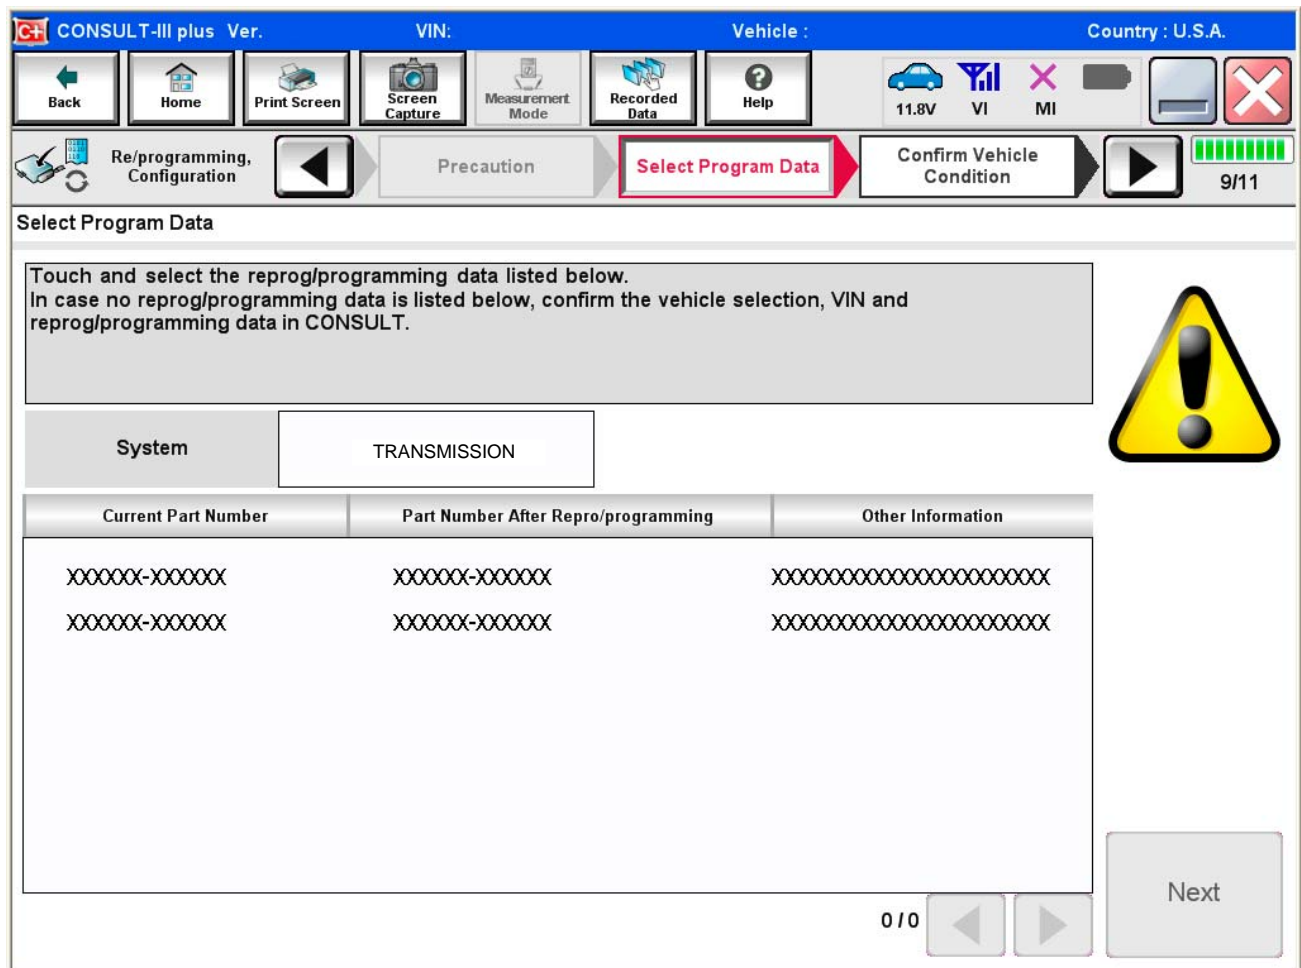 C+ CONSULT-III plus Ver. VIN: Vehicle : Country : U.S.A.
Back
Home
Print Screen
Screen
Capture
Measurement
Mode
Recorded
Data
Help
11.8V
VI
MI
Re/programming,
Configuration
Precaution
Select Program Data
Confirm Vehicle
Condition
9/11
Select Program Data
Touch and select the reprog/programming data listed below.
In case no reprog/programming data is listed below, confirm the vehicle selection, VIN and
reprog/programming data in CONSULT.
System
TRANSMISSION
Current Part Number Part Number After Repro/programming Other Information
XXXXXX-XXXXXX XXXXXX-XXXXXX XXXXXXXXXXXXXXXXXXXXXX
XXXXXX-XXXXXX XXXXXX-XXXXXX XXXXXXXXXXXXXXXXXXXXXX
Next
0/0